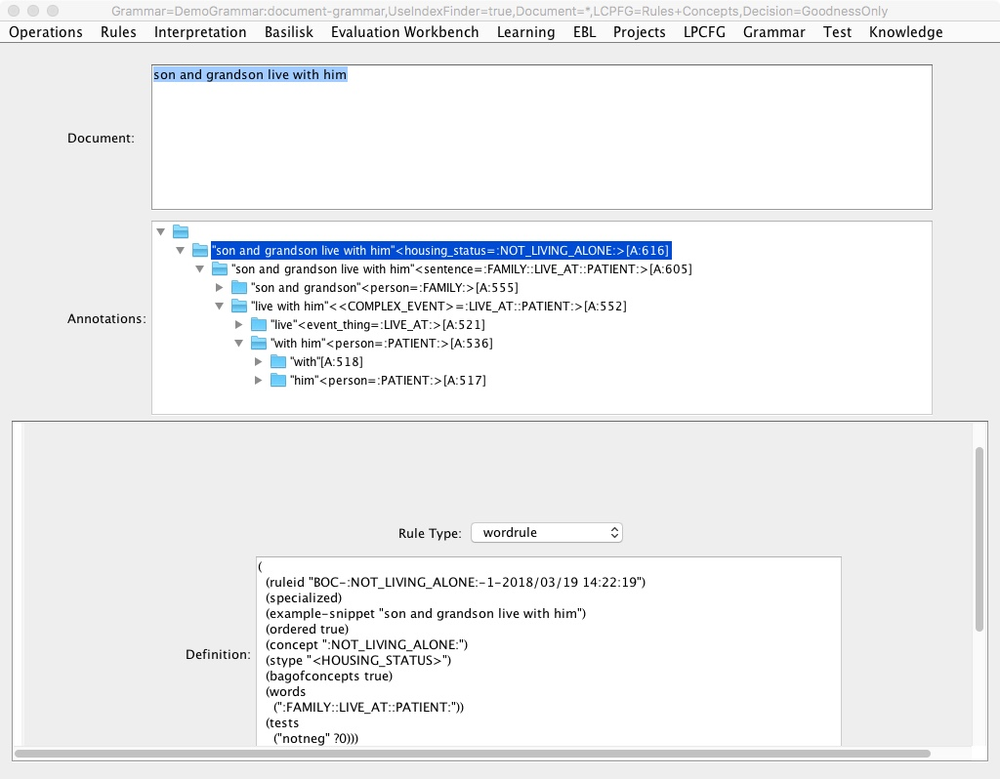 Grammar=DemoGrammar:document-grammar,UseIndexFinder=true,Document=*,LCPFG=Rules+Concepts,Decision=GoodnessOnly
Operations Rules Interpretation Basilisk Evaluation Workbench Learning EBL Projects LPCFG Grammar Test Knowledge
son and grandson live with him
Document:
"son and grandson live with him"<housing_status=:NOT_LIVING_ALONE:>[A:616]
"son and grandson live with him"<sentence=:FAMILY::LIVE_AT::PATIENT:>[A:605]
"son and grandson"<person=:FAMILY:>[A:555]
"live with him"<<COMPLEX_EVENT>=:LIVE_AT::PATIENT:>[A:552]
Annotations:
"live"<event_thing=:LIVE_AT:>[A:521]
"with him"<person=:PATIENT:>[A:536]
"with"[A:518]
"him"<person=:PATIENT:>[A:517]
Rule Type: wordrule
(
(ruleid "BOC-:NOT_LIVING_ALONE:-1-2018/03/19 14:22:19")
(specialized)
(example-snippet "son and grandson live with him")
(ordered true)
(concept ":NOT_LIVING_ALONE:")
Definition:
(stype "<HOUSING_STATUS>")
(bagofconcepts true)
(words
(":FAMILY::LIVE_AT::PATIENT:"))
(tests
("notneg" ?0)))